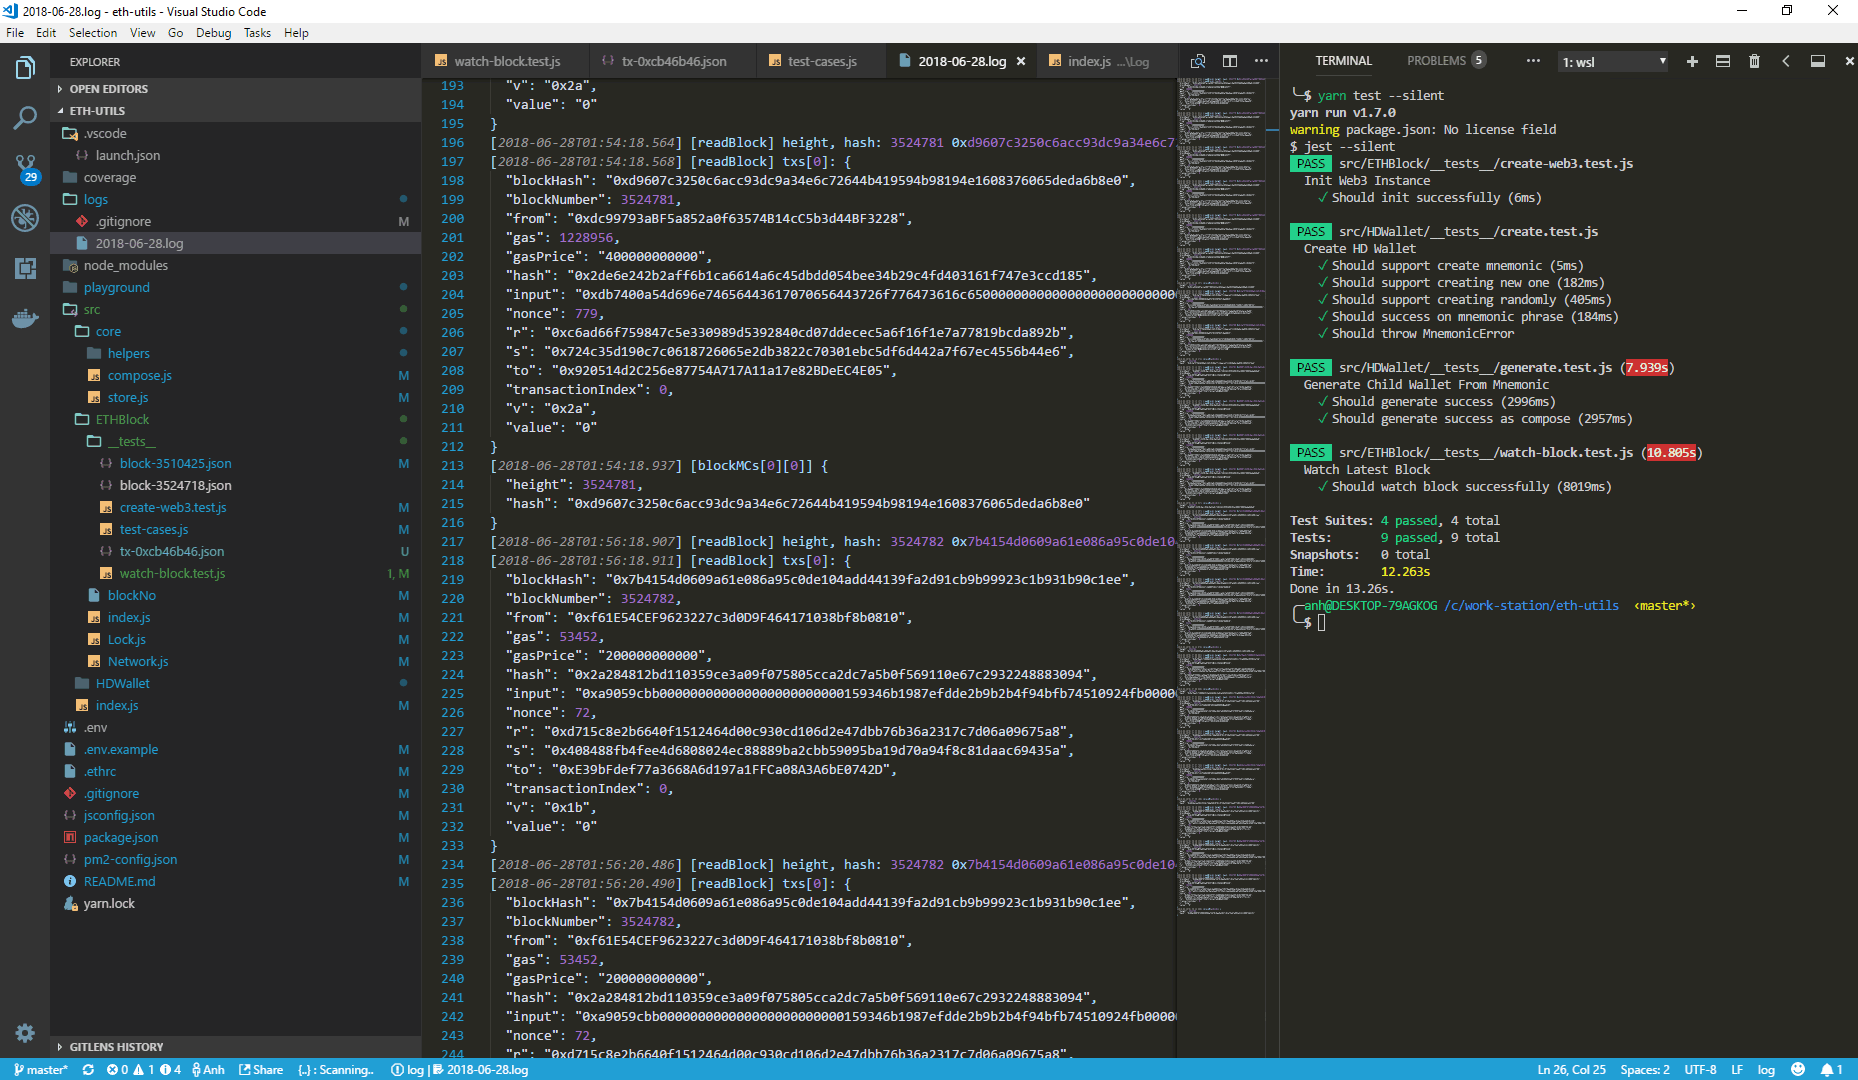 2018-06-28.log - eth-utils - Visual Studio Code
File Edit Selection View Go Debug Tasks Help
EXPLORER
OPEN EDITORS
ETH-UTILS
.vscode
launch.json
coverage
logs
.gitignore M
2018-06-28.log
node_modules
playground
src
core
helpers
compose.js M
store.js M
ETHBlock
__tests__
block-3510425.json M
block-3524718.json
create-web3.test.js M
test-cases.js M
tx-0xcb46b46.json U
watch-block.test.js 1, M
blockNo
index.js M
Lock.js M
Network.js M
HDWallet
index.js M
.env
.env.example M
.ethrc M
.gitignore M
jsconfig.json M
package.json M
pm2-config.json M
README.md M
yarn.lock
GITLENS HISTORY
29
watch-block.test.js tx-0xcb46b46.json test-cases.js 2018-06-28.log × index.js ...\Log
193 "v": "0x2a",
194 "value": "0"
195 }
196 [2018-06-28T01:54:18.564] [readBlock] height, hash: 3524781 0xd9607c3250c6acc93dc9a34e6c7
197 [2018-06-28T01:54:18.568] [readBlock] txs[0]: {
198 "blockHash": "0xd9607c3250c6acc93dc9a34e6c72644b419594b98194e1608376065deda6b8e0",
199 "blockNumber": 3524781,
200 "from": "0xdc99793aBF5a852a0f63574B14cC5b3d44BF3228",
201 "gas": 1228956,
202 "gasPrice": "400000000000",
203 "hash": "0x2de6e242b2aff6b1ca6614a6c45dbdd054bee34b29c4fd403161f747e3ccd185",
204 "input": "0xdb7400a54d696e74656443617070656443726f776473616c6500000000000000000000000000
205 "nonce": 779,
206 "r": "0xc6ad66f759847c5e330989d5392840cd07ddecec5a6f16f1e7a77819bcda892b",
207 "s": "0x724c35d190c7c0618726065e2db3822c70301ebc5df6d442a7f67ec4556b44e6",
208 "to": "0x920514d2C256e87754A717A11a17e82BDeEC4E05",
209 "transactionIndex": 0,
210 "v": "0x2a",
211 "value": "0"
212 }
213 [2018-06-28T01:54:18.937] [blockMCs[0][0]] {
214 "height": 3524781,
215 "hash": "0xd9607c3250c6acc93dc9a34e6c72644b419594b98194e1608376065deda6b8e0"
216 }
217 [2018-06-28T01:56:18.907] [readBlock] height, hash: 3524782 0x7b4154d0609a61e086a95c0de10
218 [2018-06-28T01:56:18.911] [readBlock] txs[0]: {
219 "blockHash": "0x7b4154d0609a61e086a95c0de104add44139fa2d91cb9b99923c1b931b90c1ee",
220 "blockNumber": 3524782,
221 "from": "0xf61E54CEF9623227c3d0D9F464171038bf8b0810",
222 "gas": 53452,
223 "gasPrice": "200000000000",
224 "hash": "0x2a284812bd110359ce3a09f075805cca2dc7a5b0f569110e67c2932248883094",
225 "input": "0xa9059cbb000000000000000000000000159346b1987efdde2b9b2b4f94bfb74510924fb00000
226 "nonce": 72,
227 "r": "0xd715c8e2b6640f1512464d00c930cd106d2e47dbb76b36a2317c7d06a09675a8",
228 "s": "0x408488fb4fee4d6808024ec88889ba2cbb59095ba19d70a94f8c81daac69435a",
229 "to": "0xE39bFdef77a3668A6d197a1FFCa08A3A6bE0742D",
230 "transactionIndex": 0,
231 "v": "0x1b",
232 "value": "0"
233 }
234 [2018-06-28T01:56:20.486] [readBlock] height, hash: 3524782 0x7b4154d0609a61e086a95c0de10
235 [2018-06-28T01:56:20.490] [readBlock] txs[0]: {
236 "blockHash": "0x7b4154d0609a61e086a95c0de104add44139fa2d91cb9b99923c1b931b90c1ee",
237 "blockNumber": 3524782,
238 "from": "0xf61E54CEF9623227c3d0D9F464171038bf8b0810",
239 "gas": 53452,
240 "gasPrice": "200000000000",
241 "hash": "0x2a284812bd110359ce3a09f075805cca2dc7a5b0f569110e67c2932248883094",
242 "input": "0xa9059cbb000000000000000000000000159346b1987efdde2b9b2b4f94bfb74510924fb00000
243 "nonce": 72,
244 "r": "0xd715c8e2b6640f1512464d00c930cd106d2e47dbb76b36a2317c7d06a09675a8",
TERMINAL PROBLEMS 5 ... 1: wsl
$ yarn test --silent
yarn run v1.7.0
warning package.json: No license field
$ jest --silent
PASS src/ETHBlock/__tests__/create-web3.test.js
Init Web3 Instance
✓ Should init successfully (6ms)
PASS src/HDWallet/__tests__/create.test.js
Create HD Wallet
✓ Should support create mnemonic (5ms)
✓ Should support creating new one (182ms)
✓ Should support creating randomly (405ms)
✓ Should success on mnemonic phrase (184ms)
✓ Should throw MnemonicError
PASS src/HDWallet/__tests__/generate.test.js (7.939s)
Generate Child Wallet From Mnemonic
✓ Should generate success (2996ms)
✓ Should generate success as compose (2957ms)
PASS src/ETHBlock/__tests__/watch-block.test.js (10.805s)
Watch Latest Block
✓ Should watch block successfully (8019ms)
Test Suites: 4 passed, 4 total
Tests: 9 passed, 9 total
Snapshots: 0 total
Time: 12.263s
Done in 13.26s.
anh@DESKTOP-79AGKOG /c/work-station/eth-utils ‹master*›
$
master* 0 1 4 Anh Share {..} : Scanning.. log | 2018-06-28.log Ln 26, Col 25 Spaces: 2 UTF-8 LF log 1